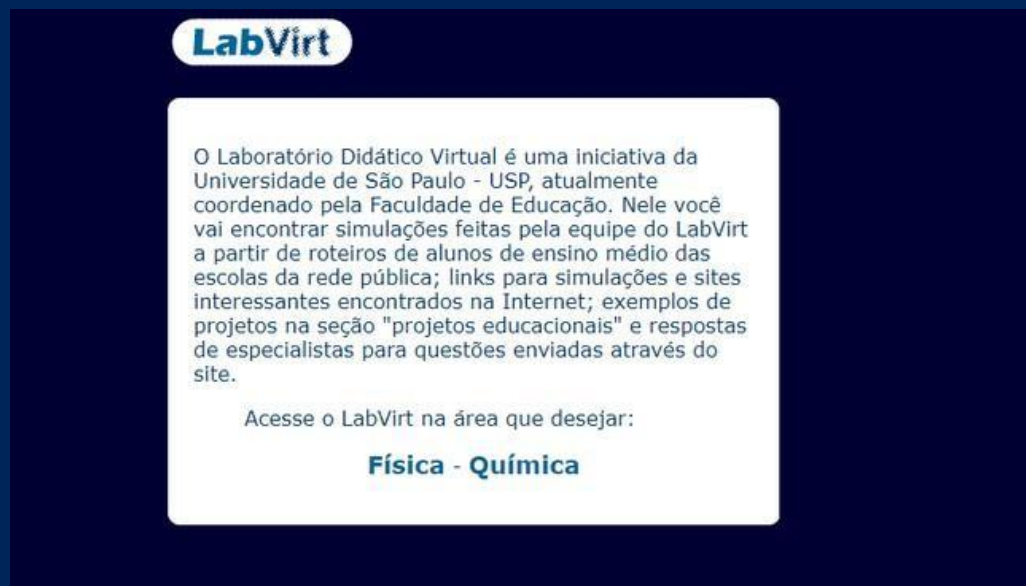 LabVirt
O Laboratório Didático Virtual é uma iniciativa da
Universidade de São Paulo - USP, atualmente
coordenado pela Faculdade de Educação. Nele você
vai encontrar simulações feitas pela equipe do LabVirt
a partir de roteiros de alunos de ensino médio das
escolas da rede pública; links para simulações e sites
interessantes encontrados na Internet; exemplos de
projetos na seção "projetos educacionais" e respostas
de especialistas para questões enviadas através do
site.
Acesse o LabVirt na área que desejar:
Física - Química